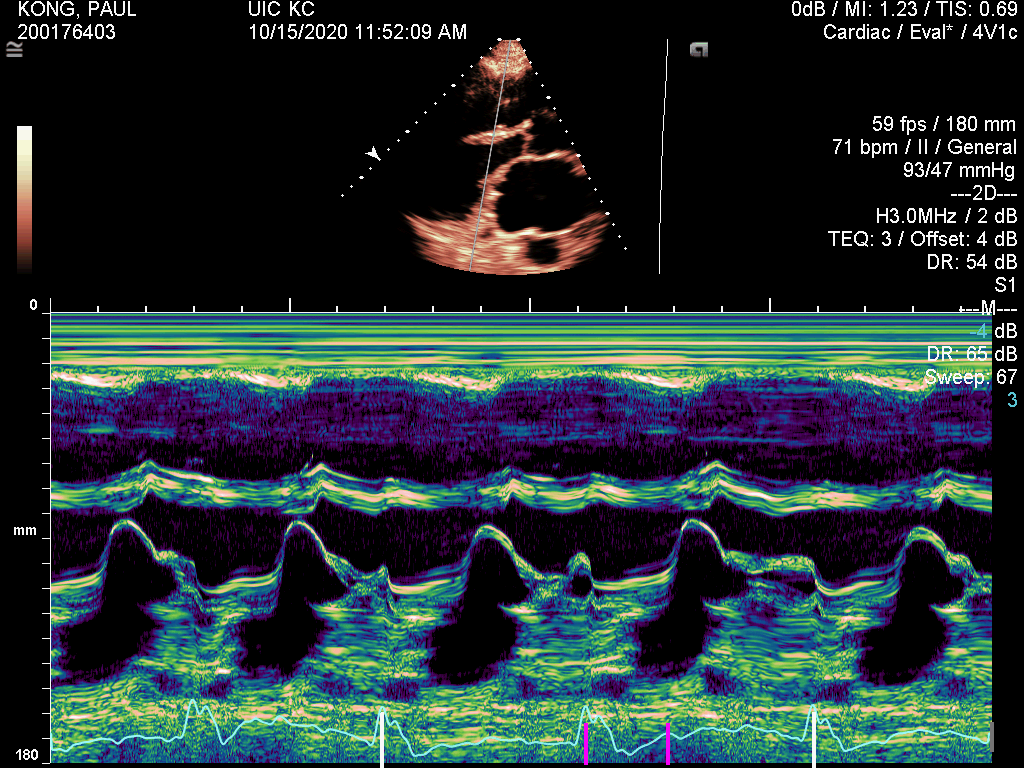 KONG, PAUL
200176403
UIC KC
10/15/2020 11:52:09 AM
0dB / MI: 1.23 / TIS: 0.69
Cardiac / Eval* / 4V1c
59 fps / 180 mm
71 bpm / II / General
93/47 mmHg
---2D---
H3.0MHz / 2 dB
TEQ: 3 / Offset: 4 dB
DR: 54 dB
S1
---M---
-4 dB
DR: 65 dB
Sweep: 67
3
0
mm
180